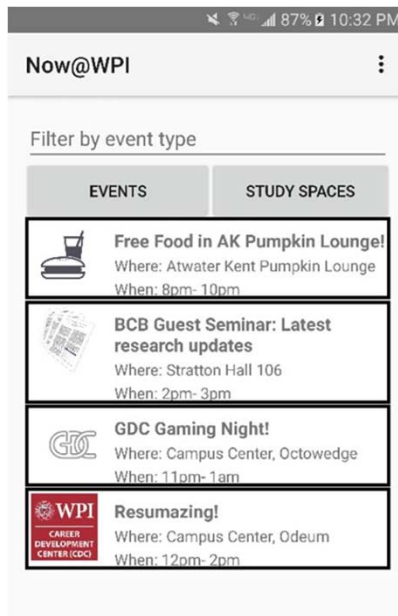 87% 10:32 PM
Now@WPI
Filter by event type
EVENTS STUDY SPACES
Free Food in AK Pumpkin Lounge!
Where: Atwater Kent Pumpkin Lounge
When: 8pm- 10pm
BCB Guest Seminar: Latest
research updates
Where: Stratton Hall 106
When: 2pm- 3pm
GDC
GDC Gaming Night!
Where: Campus Center, Octowedge
When: 11pm- 1am
WPI
CAREER
DEVELOPMENT
CENTER (CDC)
Resumazing!
Where: Campus Center, Odeum
When: 12pm- 2pm